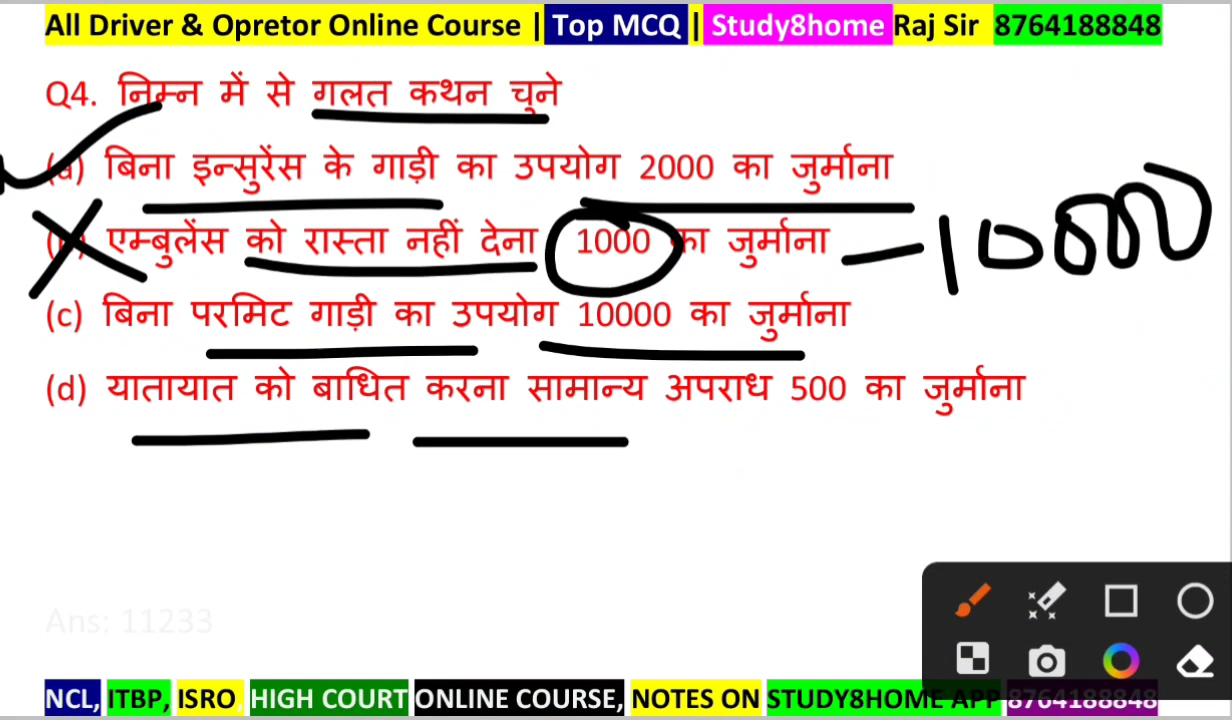 All Driver & Opretor Online Course | Top MCQ | Study8home Raj Sir 8764188848
Q4. निम्न में से गलत कथन चुने
(a) बिना इन्सुरेंस के गाड़ी का उपयोग 2000 का जुर्माना
(b) एम्बुलेंस को रास्ता नहीं देना 1000 का जुर्माना - 10000
(c) बिना परमिट गाड़ी का उपयोग 10000 का जुर्माना
(d) यातायात को बाधित करना सामान्य अपराध 500 का जुर्माना
Ans: 11233
NCL, ITBP, ISRO, HIGH COURT ONLINE COURSE, NOTES ON STUDY8HOME APP 8764188848